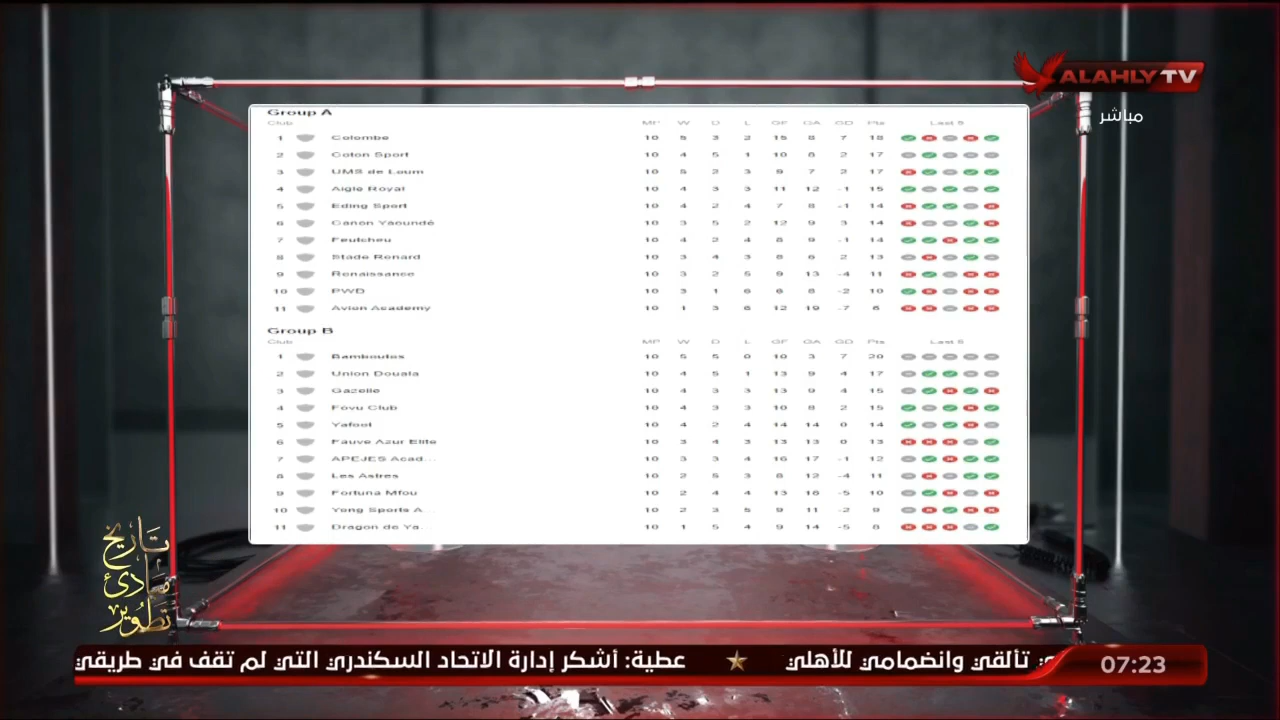 ALAHLY TV
مباشر
Group A
Club MP W D L GF GA GD Pts Last 5
1 Colombe 10 5 3 2 15 8 7 18
2 Coton Sport 10 4 5 1 10 8 2 17
3 UMS de Loum 10 5 2 3 9 7 2 17
4 Aigle Royal 10 4 3 3 11 12 -1 15
5 Eding Sport 10 4 2 4 7 8 -1 14
6 Canon Yaoundé 10 3 5 2 12 9 3 14
7 Feutcheu 10 4 2 4 8 9 -1 14
8 Stade Renard 10 3 4 3 8 6 2 13
9 Renaissance 10 3 2 5 9 13 -4 11
10 PWD 10 3 1 6 6 8 -2 10
11 Avion Academy 10 1 3 6 12 19 -7 6
Group B
Club MP W D L GF GA GD Pts Last 5
1 Bamboutos 10 5 5 0 10 3 7 20
2 Union Douala 10 4 5 1 13 9 4 17
3 Gazelle 10 4 3 3 13 9 4 15
4 Fovu Club 10 4 3 3 10 8 2 15
5 Yafoot 10 4 2 4 14 14 0 14
6 Fauve Azur Elite 10 3 4 3 13 13 0 13
7 APEJES Acad... 10 3 3 4 16 17 -1 12
8 Les Astres 10 2 5 3 8 12 -4 11
9 Fortuna Mfou 10 2 4 4 13 18 -5 10
10 Yong Sports A... 10 2 3 5 9 11 -2 9
11 Dragon de Ya... 10 1 5 4 9 14 -5 8
تاريخ
مبادئ
تطوير
تألقي وانضمامي للأهلي ★ عطية: أشكر إدارة الاتحاد السكندري التي لم تقف في طريقي
07:23